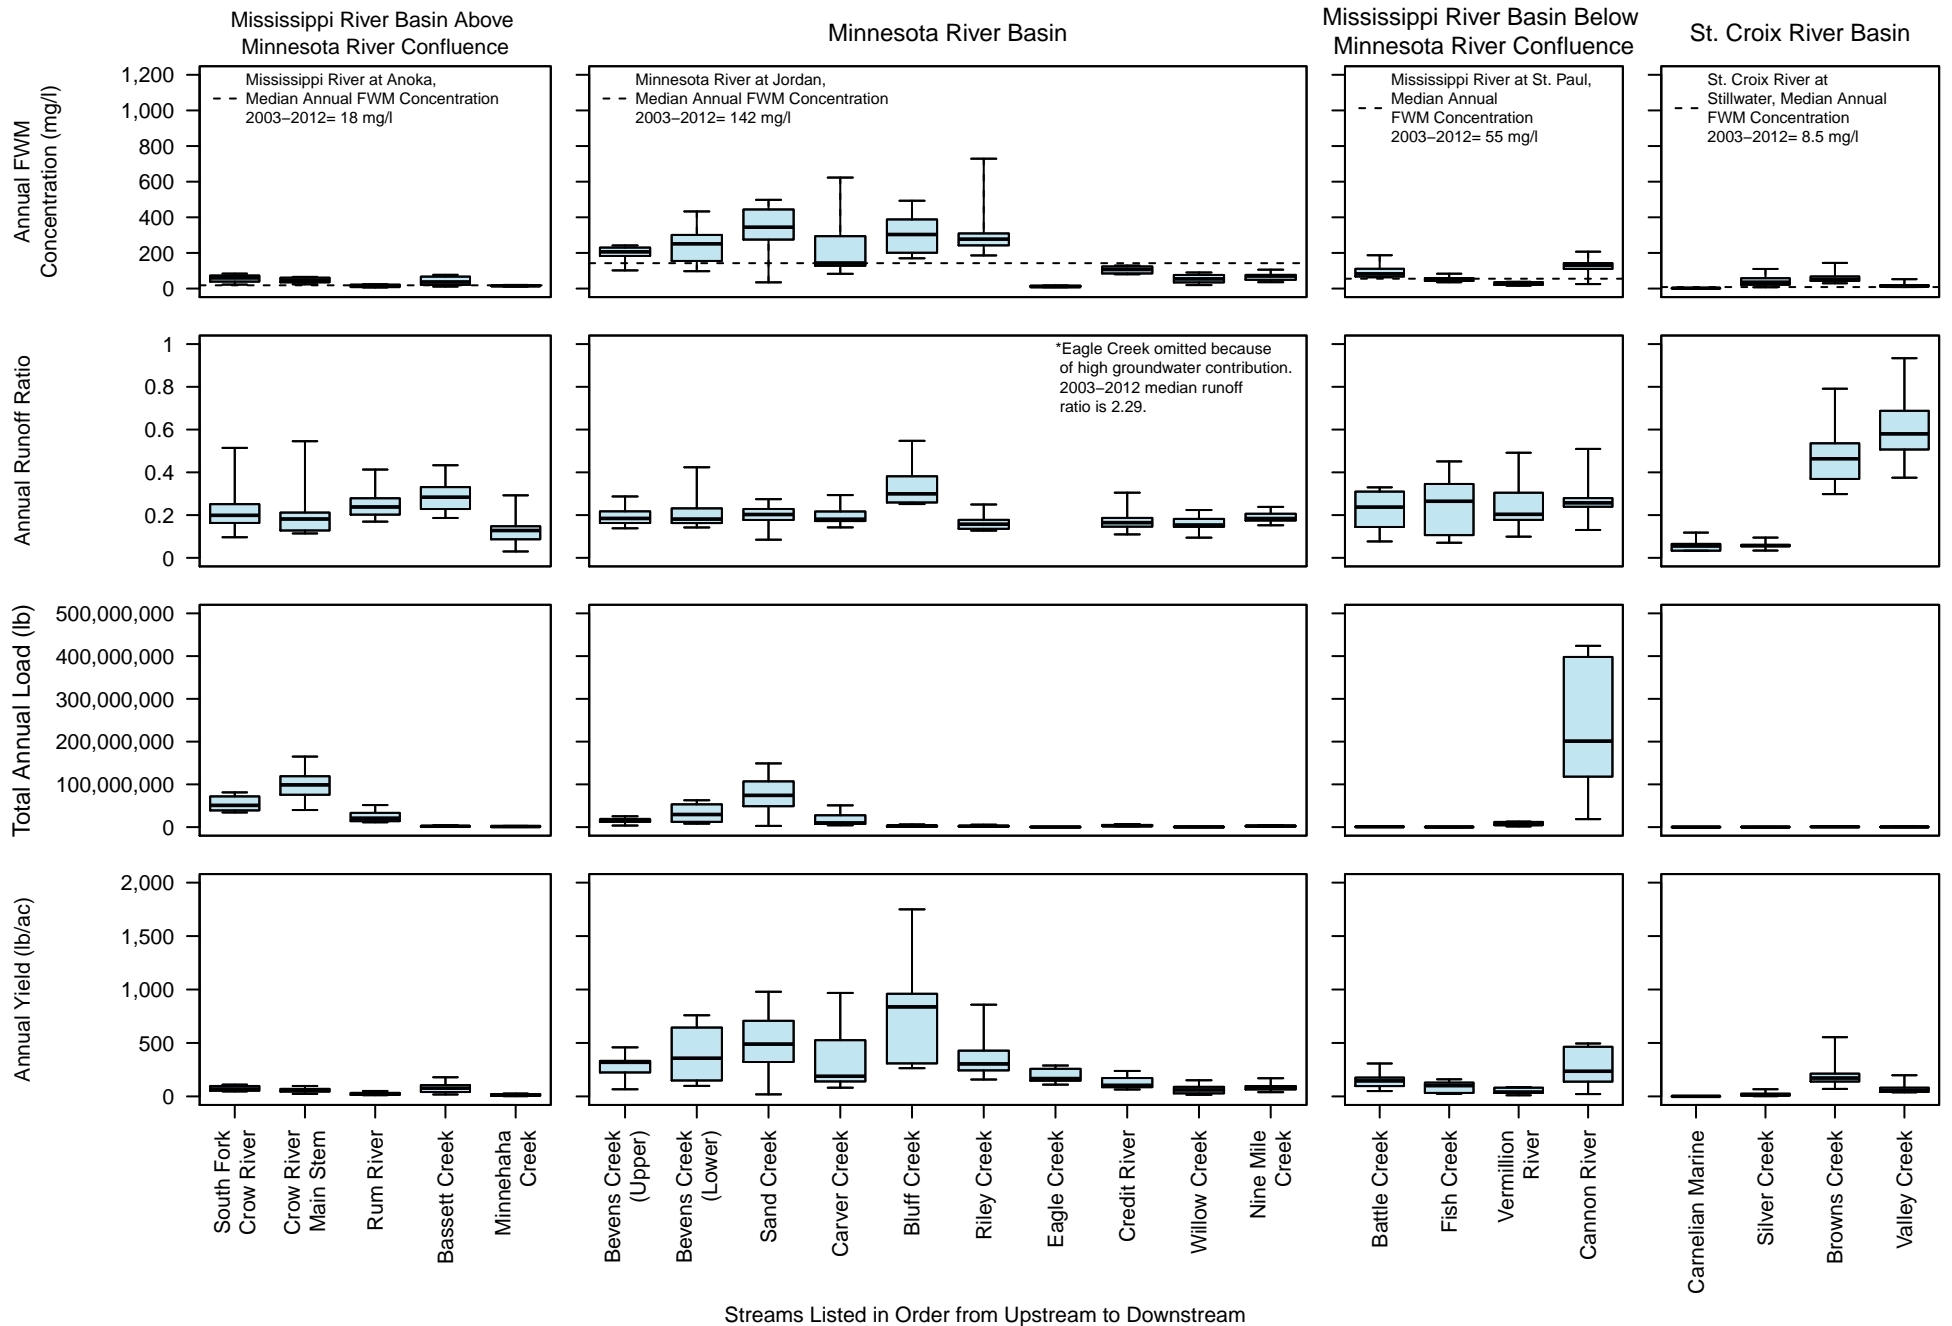 Mississippi River Basin Above
Minnesota River Confluence
Minnesota River Basin
Mississippi River Basin Below
Minnesota River Confluence
St. Croix River Basin
Annual FWM
Concentration (mg/l)
1,200
1,000
800
600
400
200
0
Mississippi River at Anoka,
Median Annual FWM Concentration
2003−2012= 18 mg/l
Minnesota River at Jordan,
Median Annual FWM Concentration
2003−2012= 142 mg/l
Mississippi River at St. Paul,
Median Annual
FWM Concentration
2003−2012= 55 mg/l
St. Croix River at
Stillwater, Median Annual
FWM Concentration
2003−2012= 8.5 mg/l
Annual Runoff Ratio
1
0.8
0.6
0.4
0.2
0
*Eagle Creek omitted because
of high groundwater contribution.
2003−2012 median runoff
ratio is 2.29.
Total Annual Load (lb)
500,000,000
400,000,000
300,000,000
200,000,000
100,000,000
0
Annual Yield (lb/ac)
2,000
1,500
1,000
500
0
South Fork
Crow River
Crow River
Main Stem
Rum River
Bassett Creek
Minnehaha
Creek
Bevens Creek
(Upper)
Bevens Creek
(Lower)
Sand Creek
Carver Creek
Bluff Creek
Riley Creek
Eagle Creek
Credit River
Willow Creek
Nine Mile
Creek
Battle Creek
Fish Creek
Vermillion
River
Cannon River
Carnelian Marine
Silver Creek
Browns Creek
Valley Creek
Streams Listed in Order from Upstream to Downstream